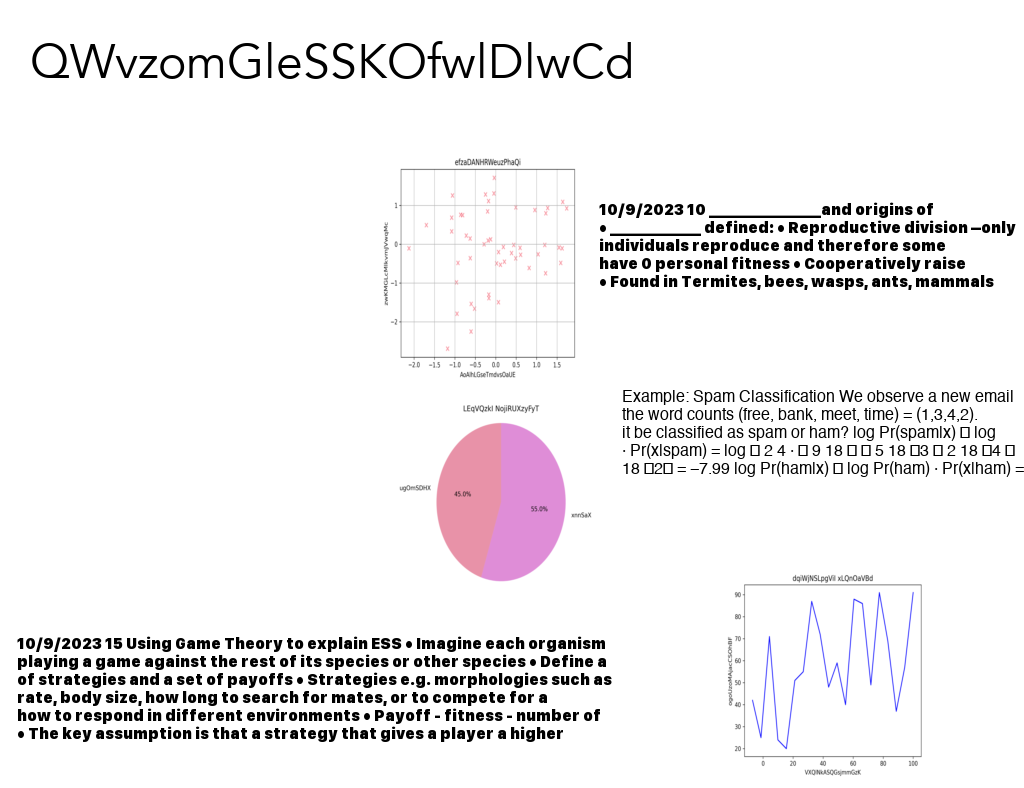 QWvzomGleSSKOfwlDlwCd
efzaDANHRWeuzPhaQi
1
0
−1
−2
−2.0 −1.5 −1.0 −0.5 0.0 0.5 1.0 1.5
10/9/2023 10 ______________and origins of
• ___________ defined: • Reproductive division –only
individuals reproduce and therefore some
have 0 personal fitness • Cooperatively raise
• Found in Termites, bees, wasps, ants, mammals
Example: Spam Classification We observe a new email
the word counts (free, bank, meet, time) = (1,3,4,2).
it be classified as spam or ham? log Pr(spam|x) □ log
· Pr(x|spam) = log □ 2 4 · □ 9 18 □ □ 5 18 □3 □ 2 18 □4 □
18 □2□ = −7.99 log Pr(ham|x) □ log Pr(ham) · Pr(x|ham) =
LEqVQzkI NojiRUXzyFyT
ugOmSDHX
45.0%
55.0%
xnnSaX
10/9/2023 15 Using Game Theory to explain ESS • Imagine each organism
playing a game against the rest of its species or other species • Define a
of strategies and a set of payoffs • Strategies e.g. morphologies such as
rate, body size, how long to search for mates, or to compete for a
how to respond in different environments • Payoff - fitness - number of
• The key assumption is that a strategy that gives a player a higher
dqiWjNSLpgVil xLQnOaVBd
90
80
70
60
50
40
30
20
0 20 40 60 80 100
VXQINkASQGsjmmGzK